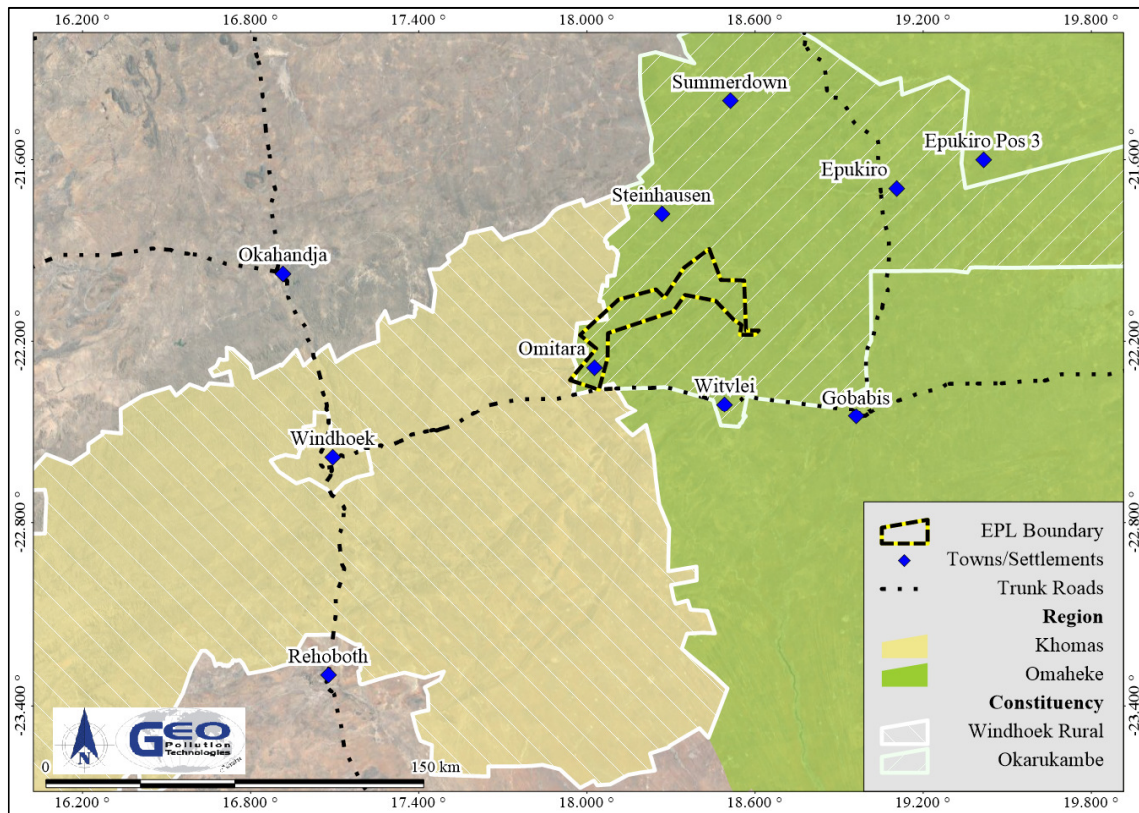 16.200 ° 16.800 ° 17.400 ° 18.000 ° 18.600 ° 19.200 ° 19.800 °
Summerdown
Epukiro Pos 3
-21.600 ° -21.600 °
Epukiro
Steinhausen
Okahandja
-22.200 ° -22.200 °
Omitara
Witvlei
Gobabis
Windhoek
-22.800 ° -22.800 °
EPL Boundary
Towns/Settlements
Trunk Roads
Region
Khomas
Omaheke
Constituency
Windhoek Rural
Okarukambe
Rehoboth
-23.400 ° -23.400 °
N
GEO
Pollution
Technologies
0 150 km
16.200 ° 16.800 ° 17.400 ° 18.000 ° 18.600 ° 19.200 ° 19.800 °